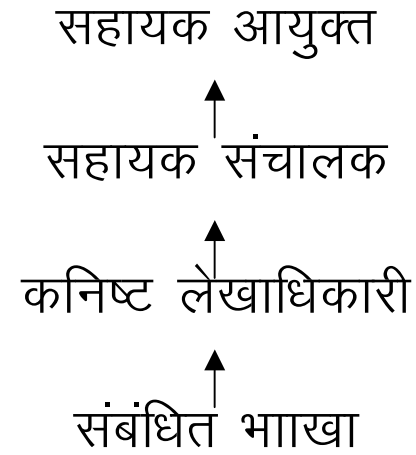 सहायक आयुक्त
सहायक संचालक
कनिष्ट लेखाधिकारी
संबंधित भााखा